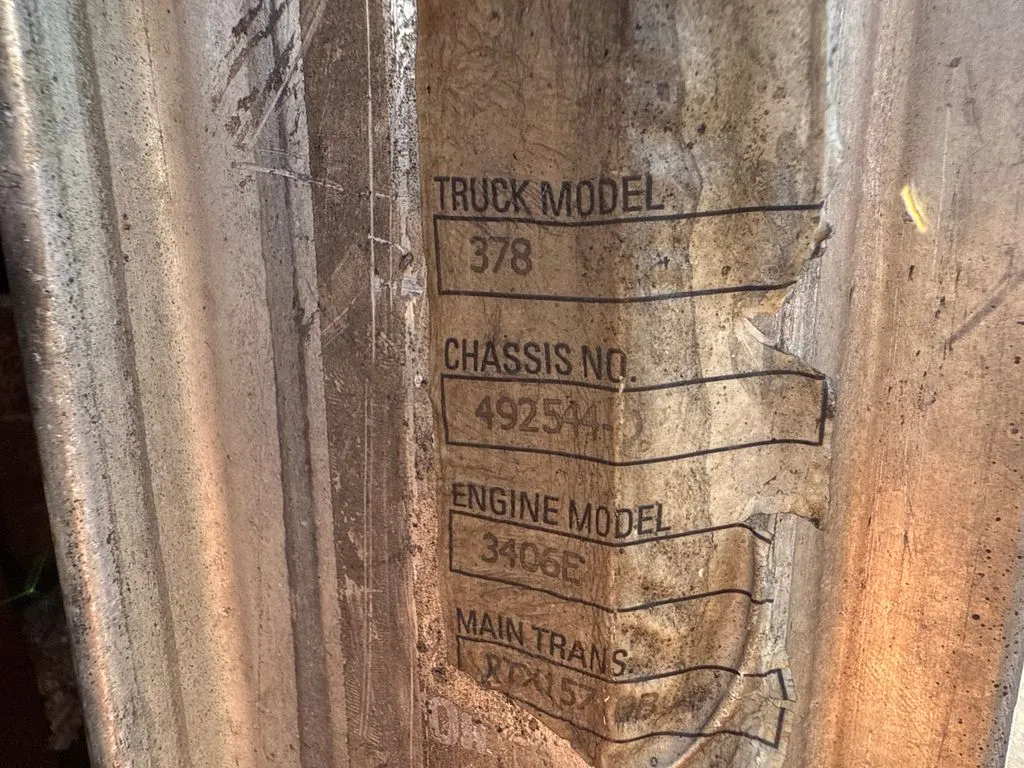 TRUCK MODEL
378
CHASSIS NO.
492544-
ENGINE MODEL
3406E
MAIN TRANS.